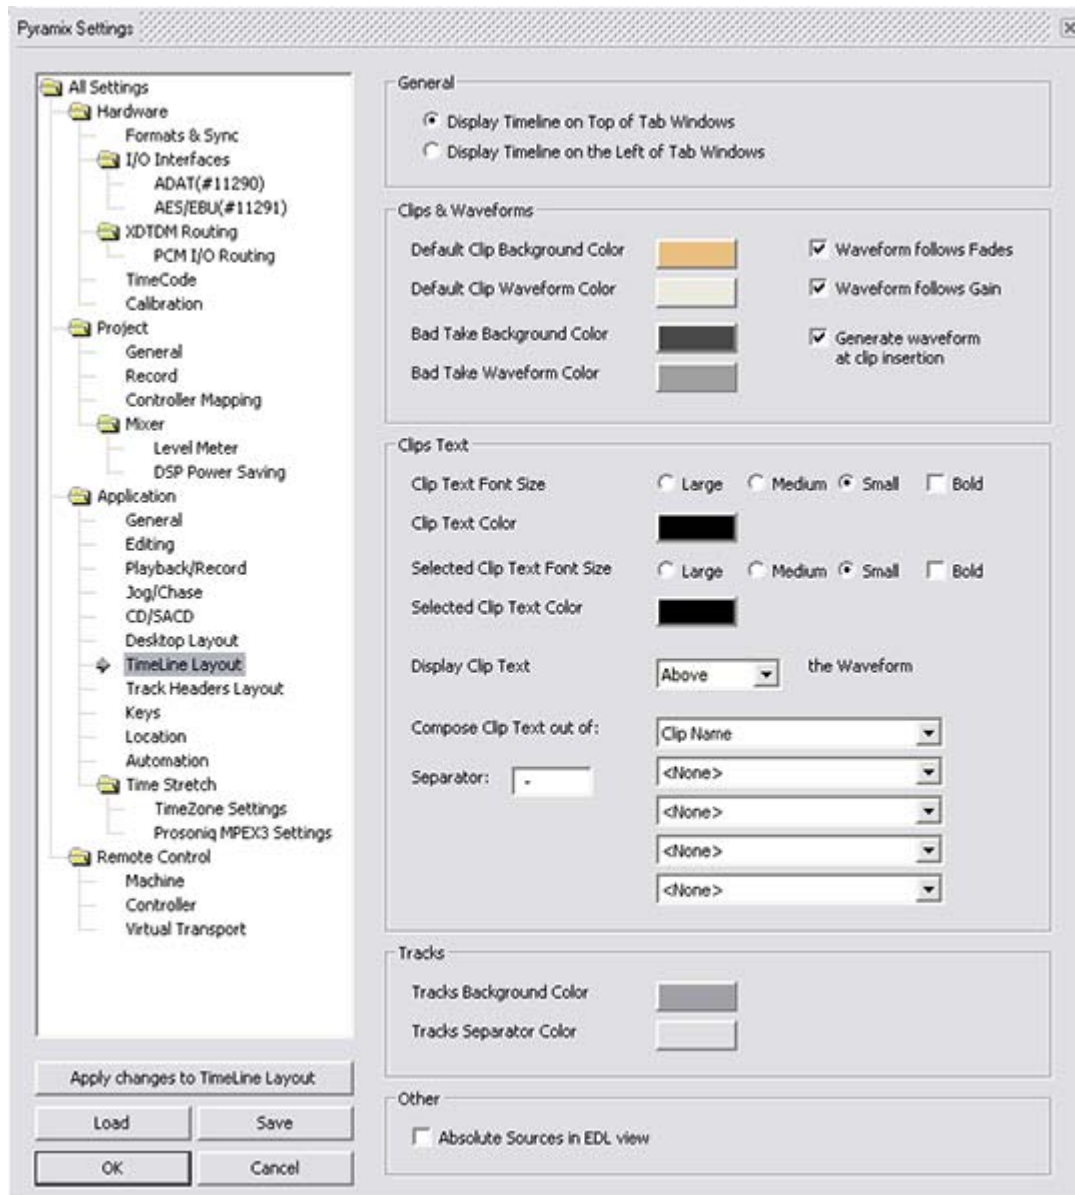 Pyramix Settings
All Settings
Hardware
Formats & Sync
I/O Interfaces
ADAT(#11290)
AES/EBU(#11291)
XDTDM Routing
PCM I/O Routing
TimeCode
Calibration
Project
General
Record
Controller Mapping
Mixer
Level Meter
DSP Power Saving
Application
General
Editing
Playback/Record
Jog/Chase
CD/SACD
Desktop Layout
TimeLine Layout
Track Headers Layout
Keys
Location
Automation
Time Stretch
TimeZone Settings
Prosoniq MPEX3 Settings
Remote Control
Machine
Controller
Virtual Transport
Apply changes to TimeLine Layout
Load Save
OK Cancel
General
Display Timeline on Top of Tab Windows
Display Timeline on the Left of Tab Windows
Clips & Waveforms
Default Clip Background Color Waveform follows Fades
Default Clip Waveform Color Waveform follows Gain
Bad Take Background Color Generate waveform
at clip insertion
Bad Take Waveform Color
Clips Text
Clip Text Font Size Large Medium Small Bold
Clip Text Color
Selected Clip Text Font Size Large Medium Small Bold
Selected Clip Text Color
Display Clip Text Above the Waveform
Compose Clip Text out of: Clip Name
Separator: - <None>
<None>
<None>
<None>
Tracks
Tracks Background Color
Tracks Separator Color
Other
Absolute Sources in EDL view